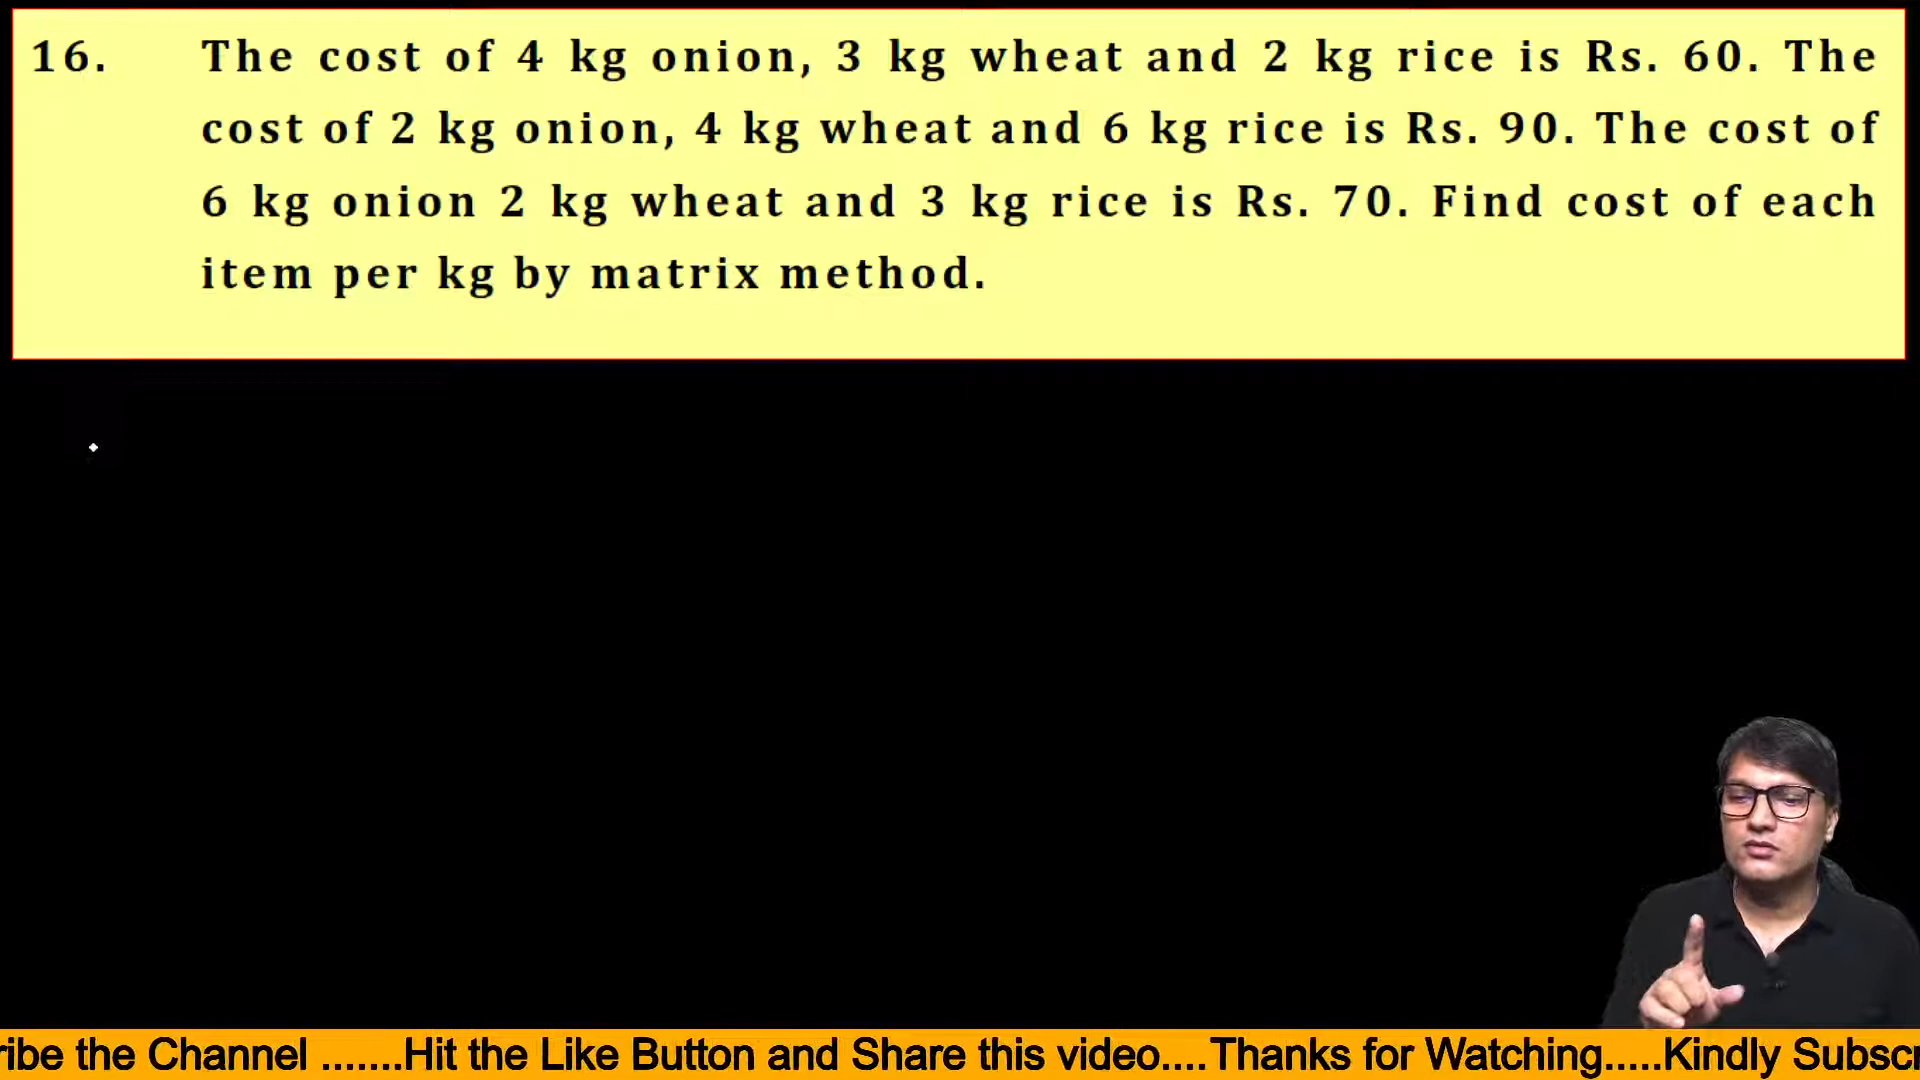 16. The cost of 4 kg onion, 3 kg wheat and 2 kg rice is Rs. 60. The
cost of 2 kg onion, 4 kg wheat and 6 kg rice is Rs. 90. The cost of
6 kg onion 2 kg wheat and 3 kg rice is Rs. 70. Find cost of each
item per kg by matrix method.
ribe the Channel .......Hit the Like Button and Share this video....Thanks for Watching.....Kindly Subscr